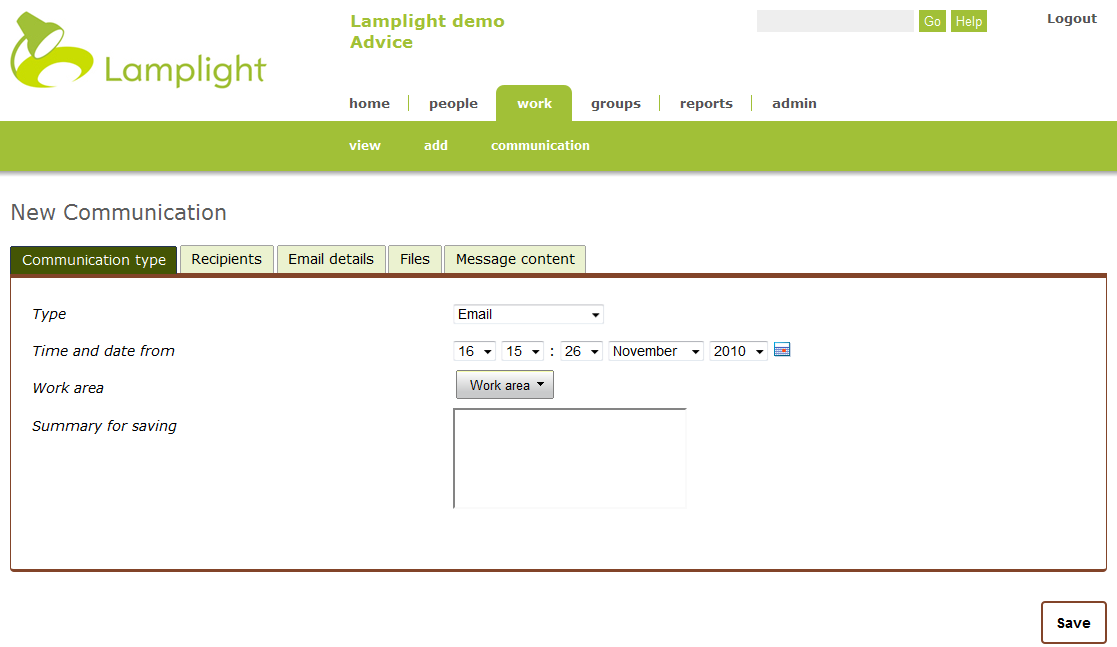 Lamplight
Lamplight demo
Advice
Go Help
Logout
home people work groups reports admin
view add communication
New Communication
Communication type Recipients Email details Files Message content
Type Email
Time and date from 16 15 : 26 November 2010
Work area Work area
Summary for saving
Save